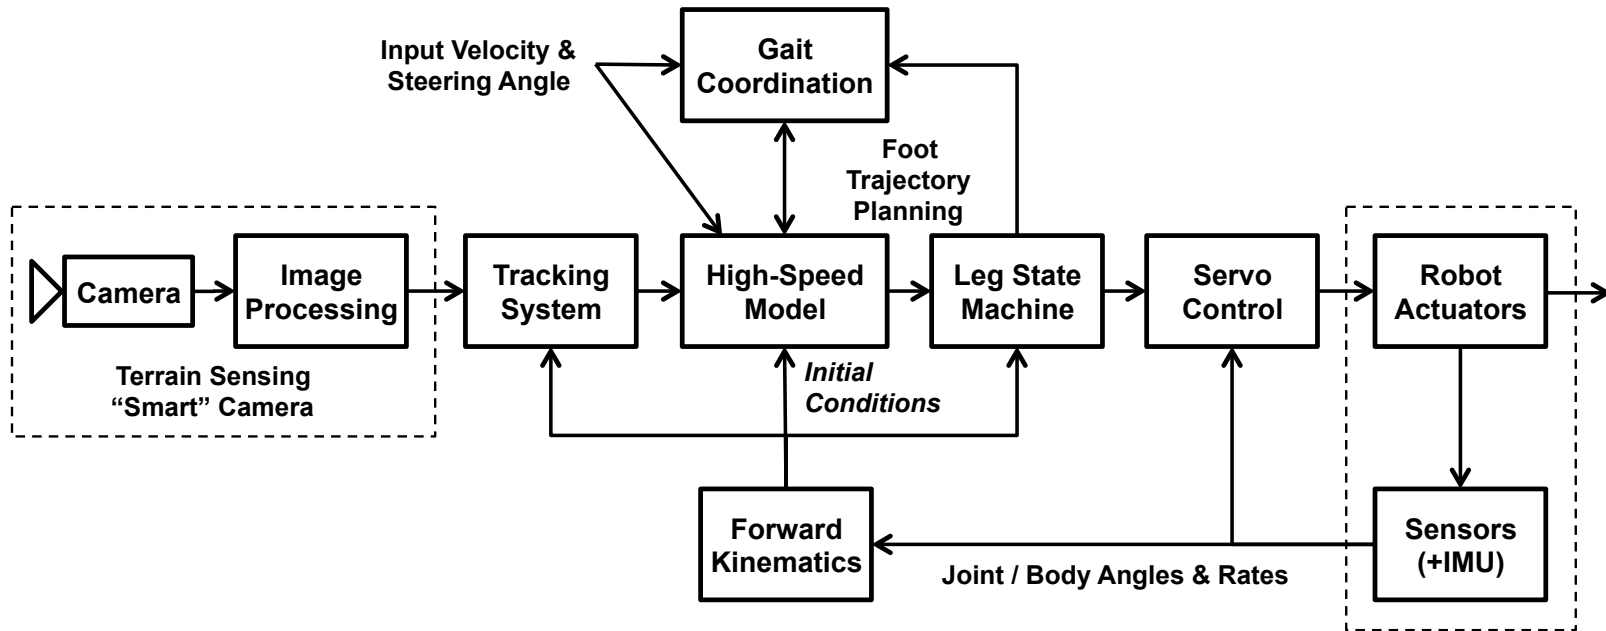 Input Velocity &
Steering Angle
Gait
Coordination
Foot
Trajectory
Planning
Camera
Image
Processing
Terrain Sensing
“Smart” Camera
Tracking
System
High-Speed
Model
Leg State
Machine
Servo
Control
Robot
Actuators
Initial
Conditions
Forward
Kinematics
Joint / Body Angles & Rates
Sensors
(+IMU)